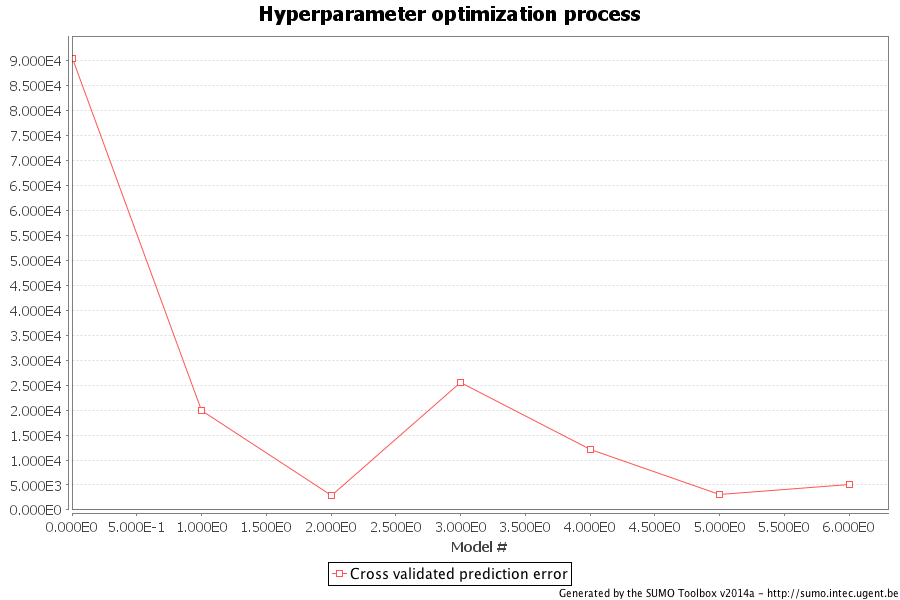 Hyperparameter optimization process
9.000E4
8.500E4
8.000E4
7.500E4
7.000E4
6.500E4
6.000E4
5.500E4
5.000E4
4.500E4
4.000E4
3.500E4
3.000E4
2.500E4
2.000E4
1.500E4
1.000E4
5.000E3
0.000E0
0.000E0 5.000E-1 1.000E0 1.500E0 2.000E0 2.500E0 3.000E0 3.500E0 4.000E0 4.500E0 5.000E0 5.500E0 6.000E0
Model #
Cross validated prediction error
Generated by the SUMO Toolbox v2014a - http://sumo.intec.ugent.be